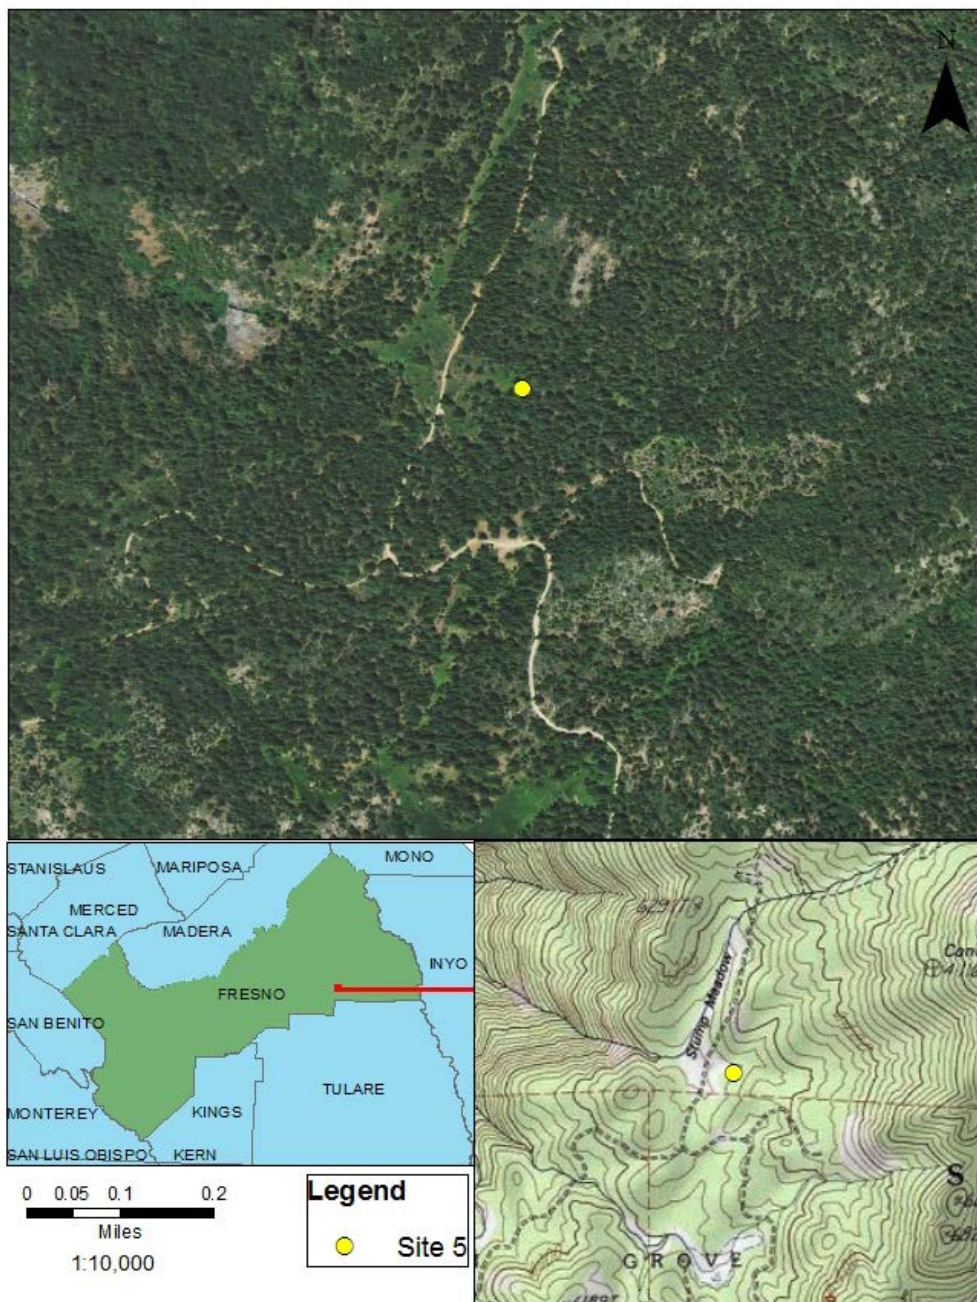 N
MONO
STANISLAUS
MARIPOSA
MERCED
SANTA CLARA
MADERA
INYO
FRESNO
SAN BENITO
TULARE
MONTEREY
KINGS
SAN LUIS OBISPO
KERN
Stump Meadow
S
GROVE
0 0.05 0.1 0.2
Miles
1:10,000
Legend
Site 5